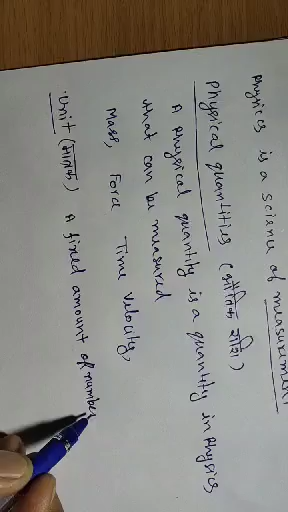 Physics is a science of measurement
Physical quantities (भौतिक राशि)
A Physical quantity is a quantity in Physics
that can be measured
Mass, Force Time Velocity,
Unit (मात्रक) A fixed amount of number